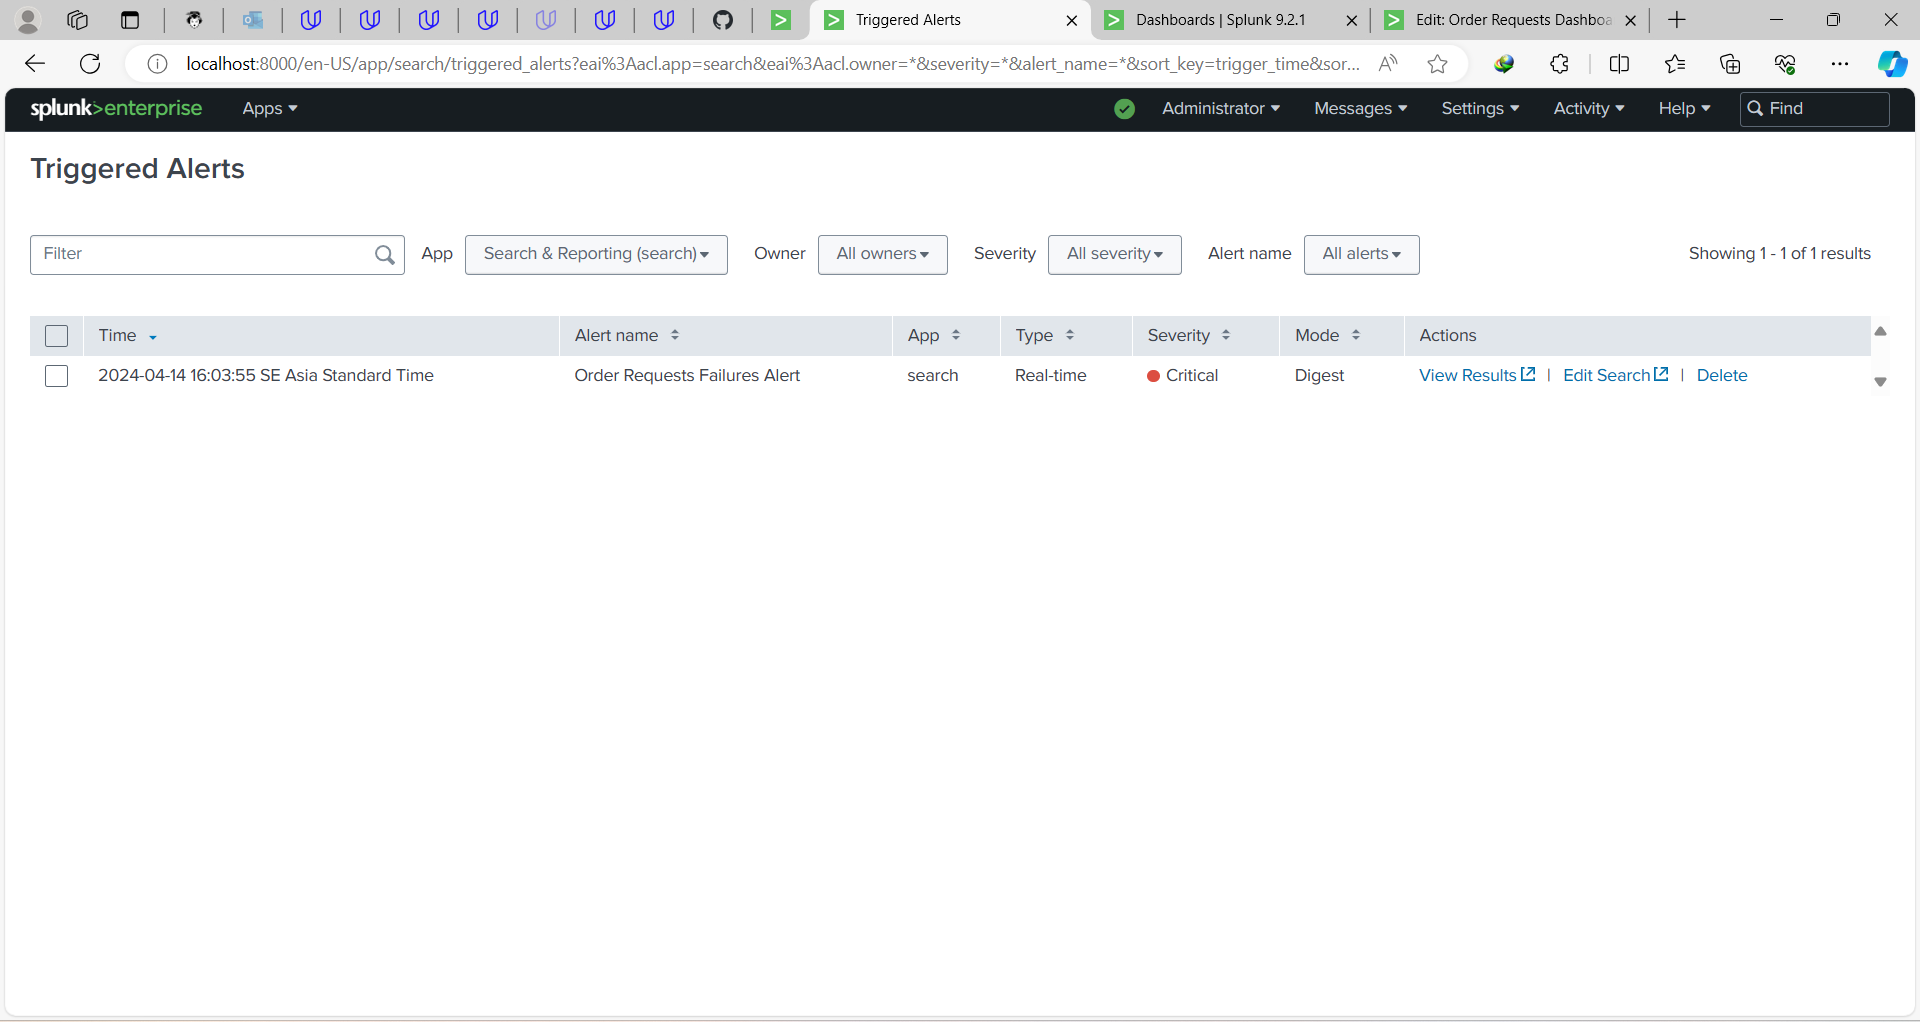 Triggered Alerts
Dashboards | Splunk 9.2.1
Edit: Order Requests Dashboa
localhost:8000/en-US/app/search/triggered_alerts?eai%3Aacl.app=search&eai%3Aacl.owner=*&severity=*&alert_name=*&sort_key=trigger_time&sor...
splunk>enterprise Apps Administrator Messages Settings Activity Help Find
Triggered Alerts
Filter App Search & Reporting (search) Owner All owners Severity All severity Alert name All alerts Showing 1 - 1 of 1 results
Time Alert name App Type Severity Mode Actions
2024-04-14 16:03:55 SE Asia Standard Time Order Requests Failures Alert search Real-time Critical Digest View Results | Edit Search | Delete